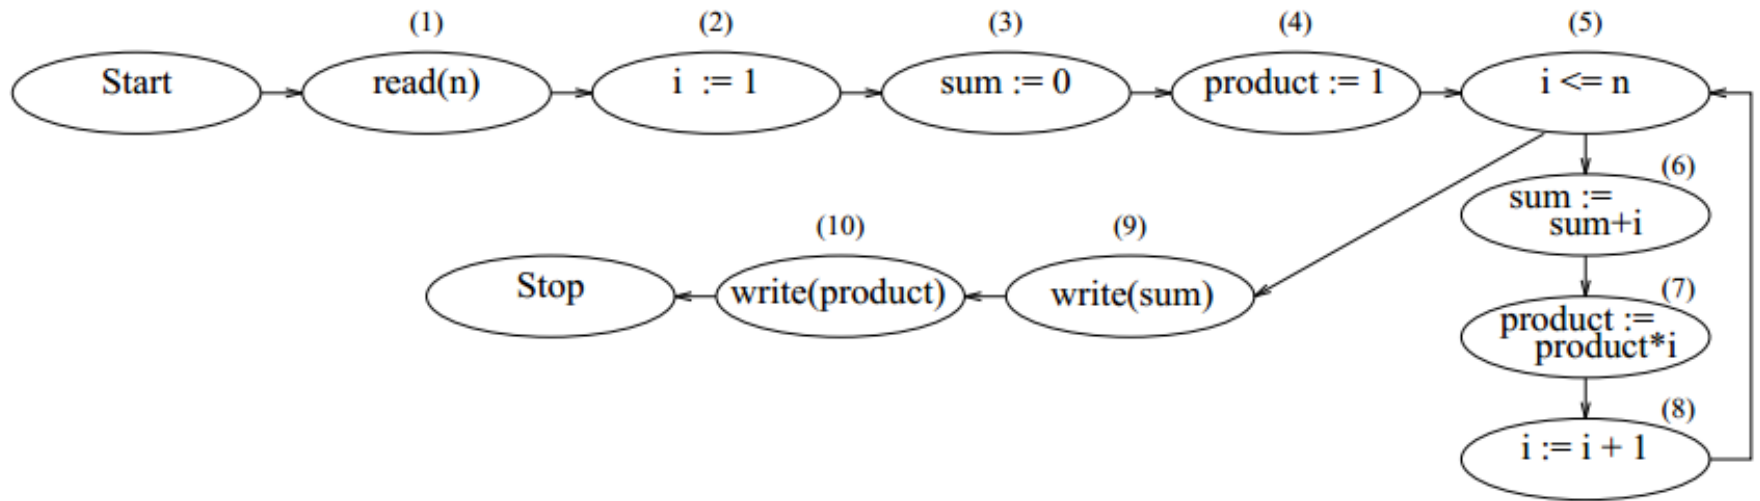 (1) (2) (3) (4) (5)
Start read(n) i := 1 sum := 0 product := 1 i <= n
(6)
sum :=
sum+i
(10) (9)
Stop write(product) write(sum)
(7)
product :=
product*i
(8)
i := i + 1